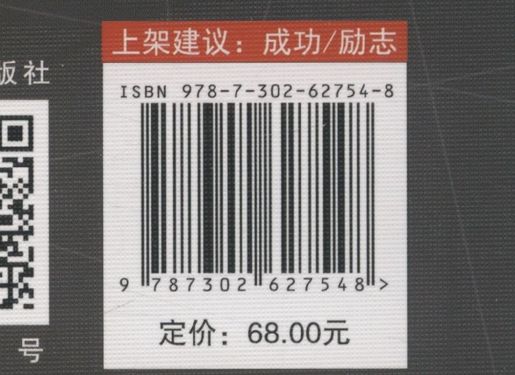 上架建议：成功/励志
版社
ISBN 978-7-302-62754-8
9 787302 627548 >
定价：68.00元
号